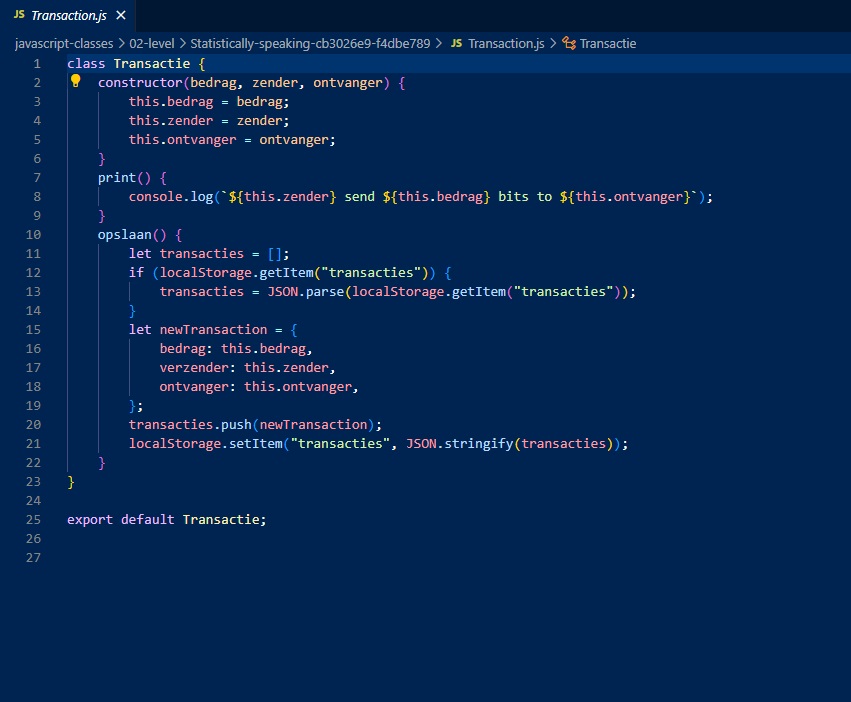 JS Transaction.js ×
javascript-classes > 02-level > Statistically-speaking-cb3026e9-f4dbe789 > JS Transaction.js > Transactie
1 class Transactie {
2 constructor(bedrag, zender, ontvanger) {
3 this.bedrag = bedrag;
4 this.zender = zender;
5 this.ontvanger = ontvanger;
6 }
7 print() {
8 console.log(`${this.zender} send ${this.bedrag} bits to ${this.ontvanger}`);
9 }
10 opslaan() {
11 let transacties = [];
12 if (localStorage.getItem("transacties")) {
13 transacties = JSON.parse(localStorage.getItem("transacties"));
14 }
15 let newTransaction = {
16 bedrag: this.bedrag,
17 verzender: this.zender,
18 ontvanger: this.ontvanger,
19 };
20 transacties.push(newTransaction);
21 localStorage.setItem("transacties", JSON.stringify(transacties));
22 }
23 }
24
25 export default Transactie;
26
27